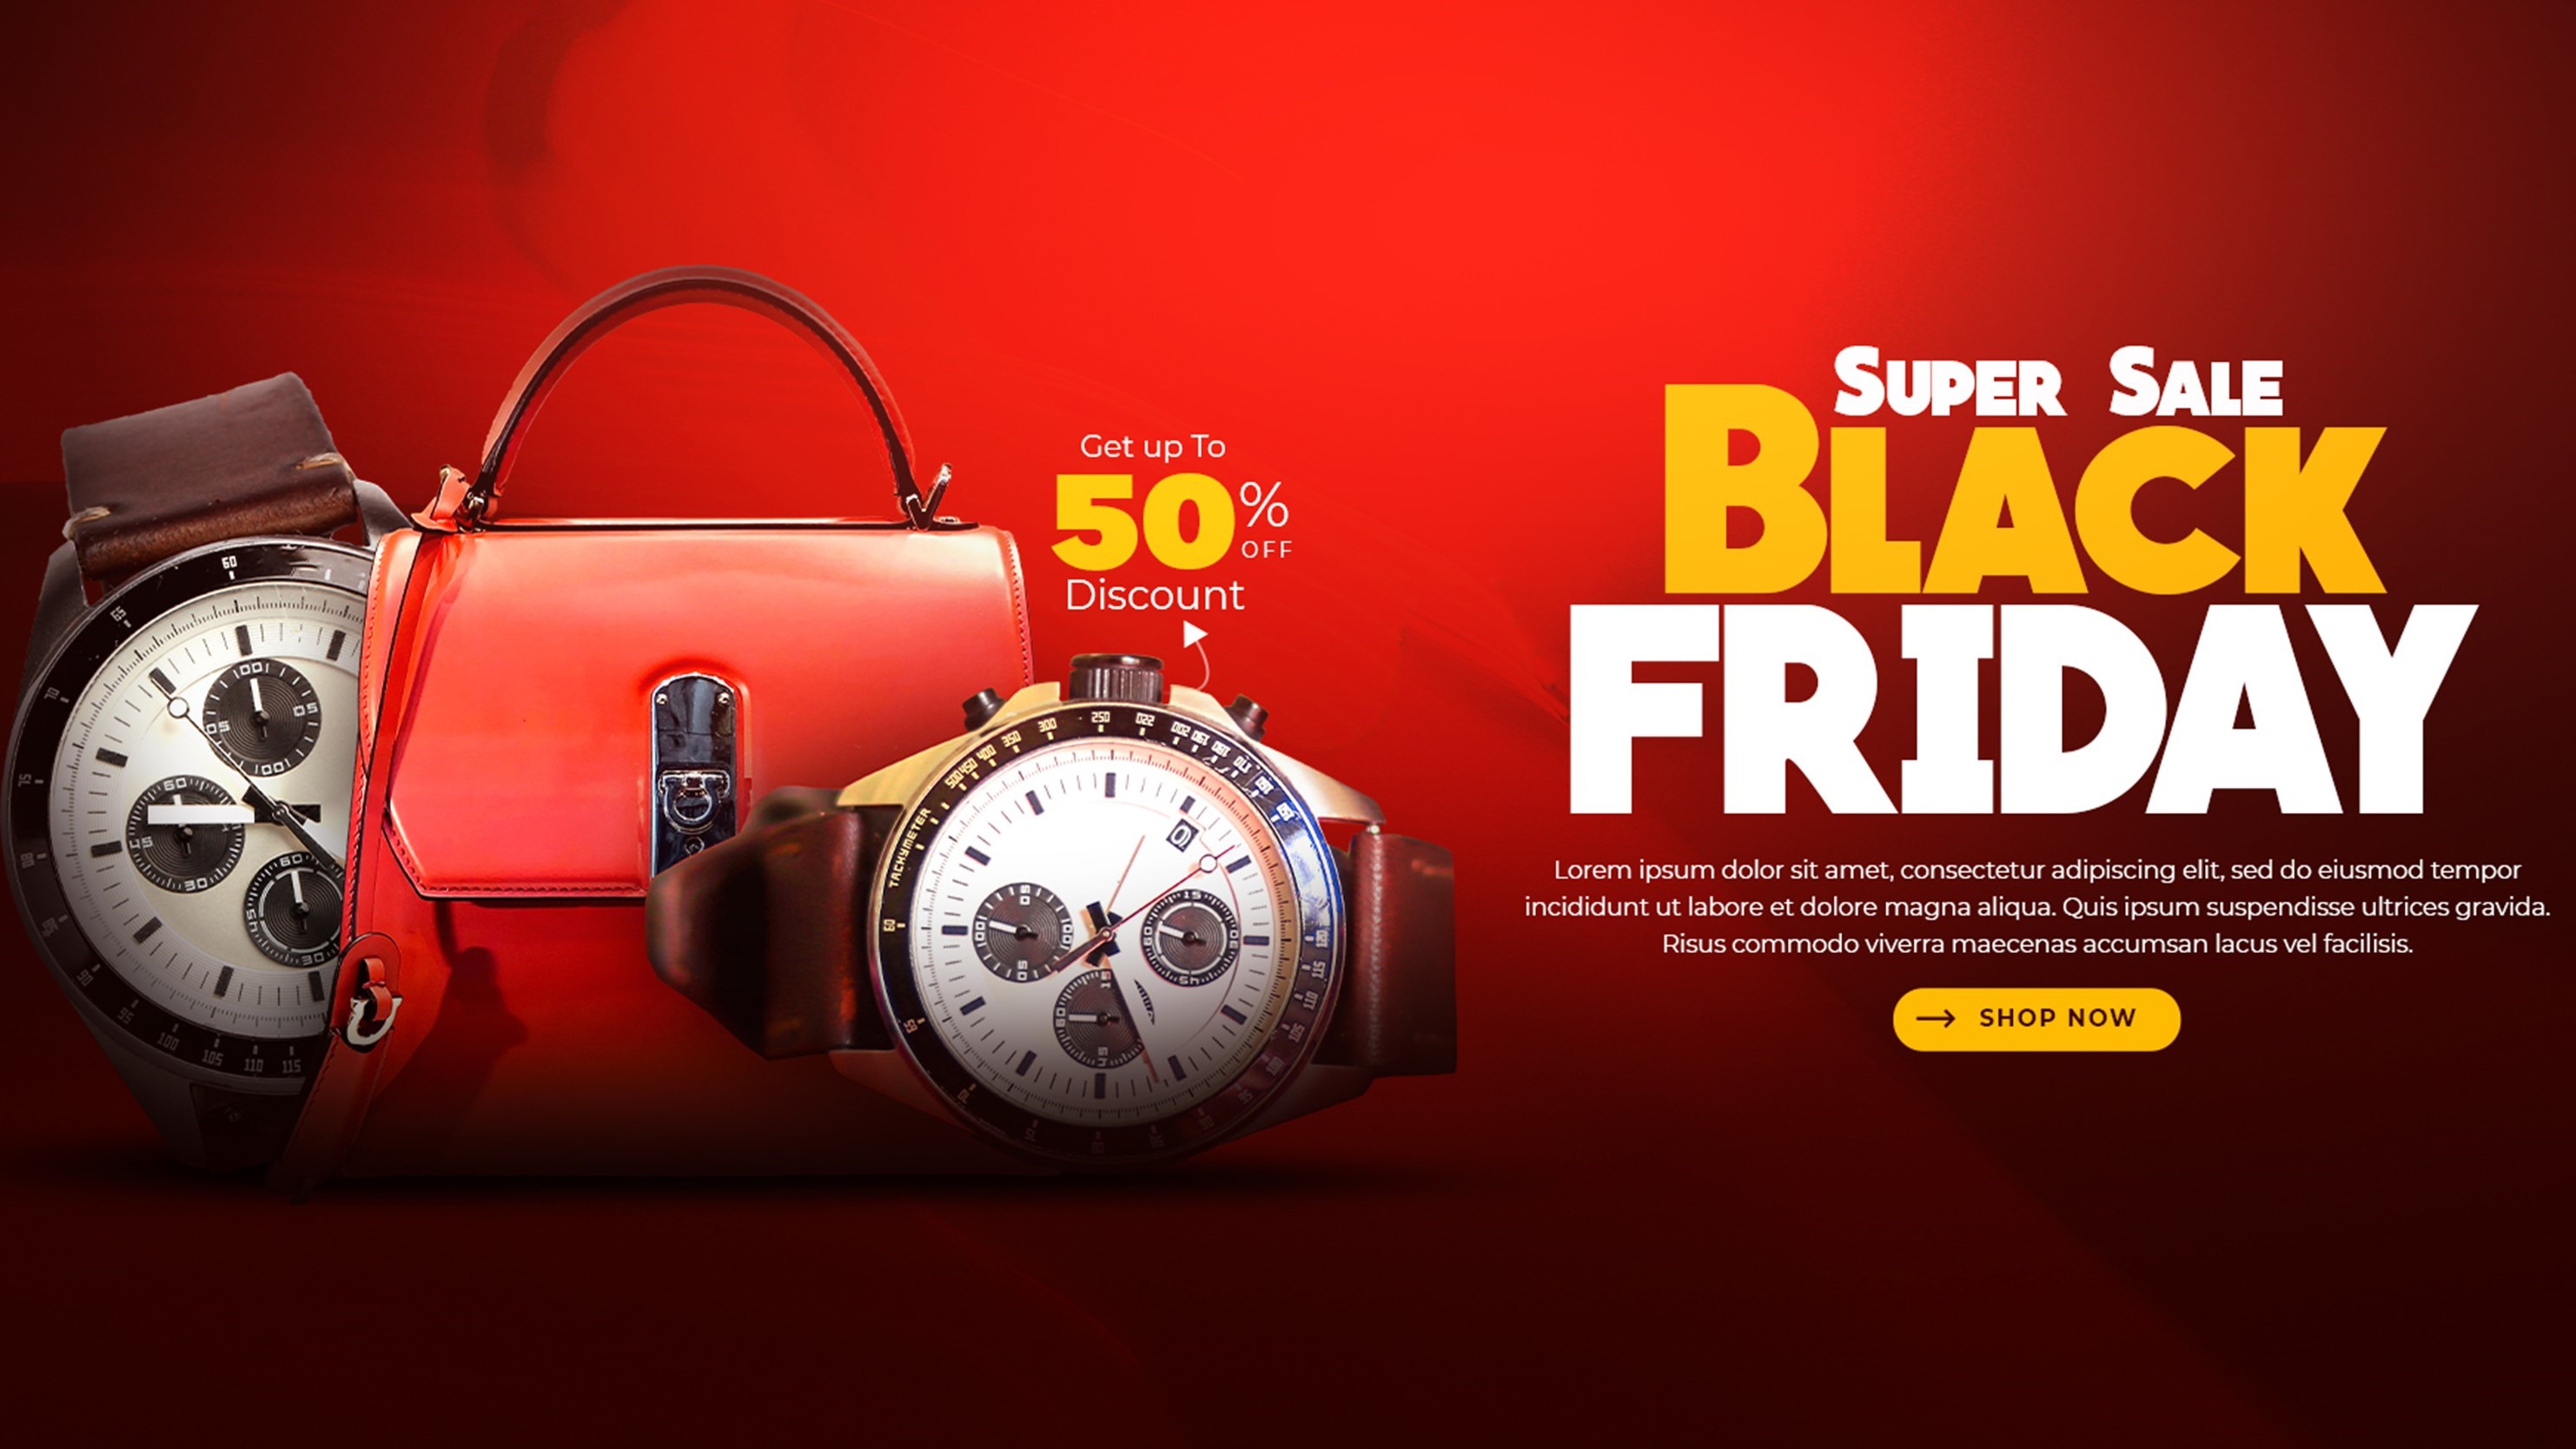 Get up To
50%
OFF
Discount
Super Sale
Black
FRIDAY
Lorem ipsum dolor sit amet, consectetur adipiscing elit, sed do eiusmod tempor
incididunt ut labore et dolore magna aliqua. Quis ipsum suspendisse ultrices gravida.
Risus commodo viverra maecenas accumsan lacus vel facilisis.
SHOP NOW
TACHYMETER